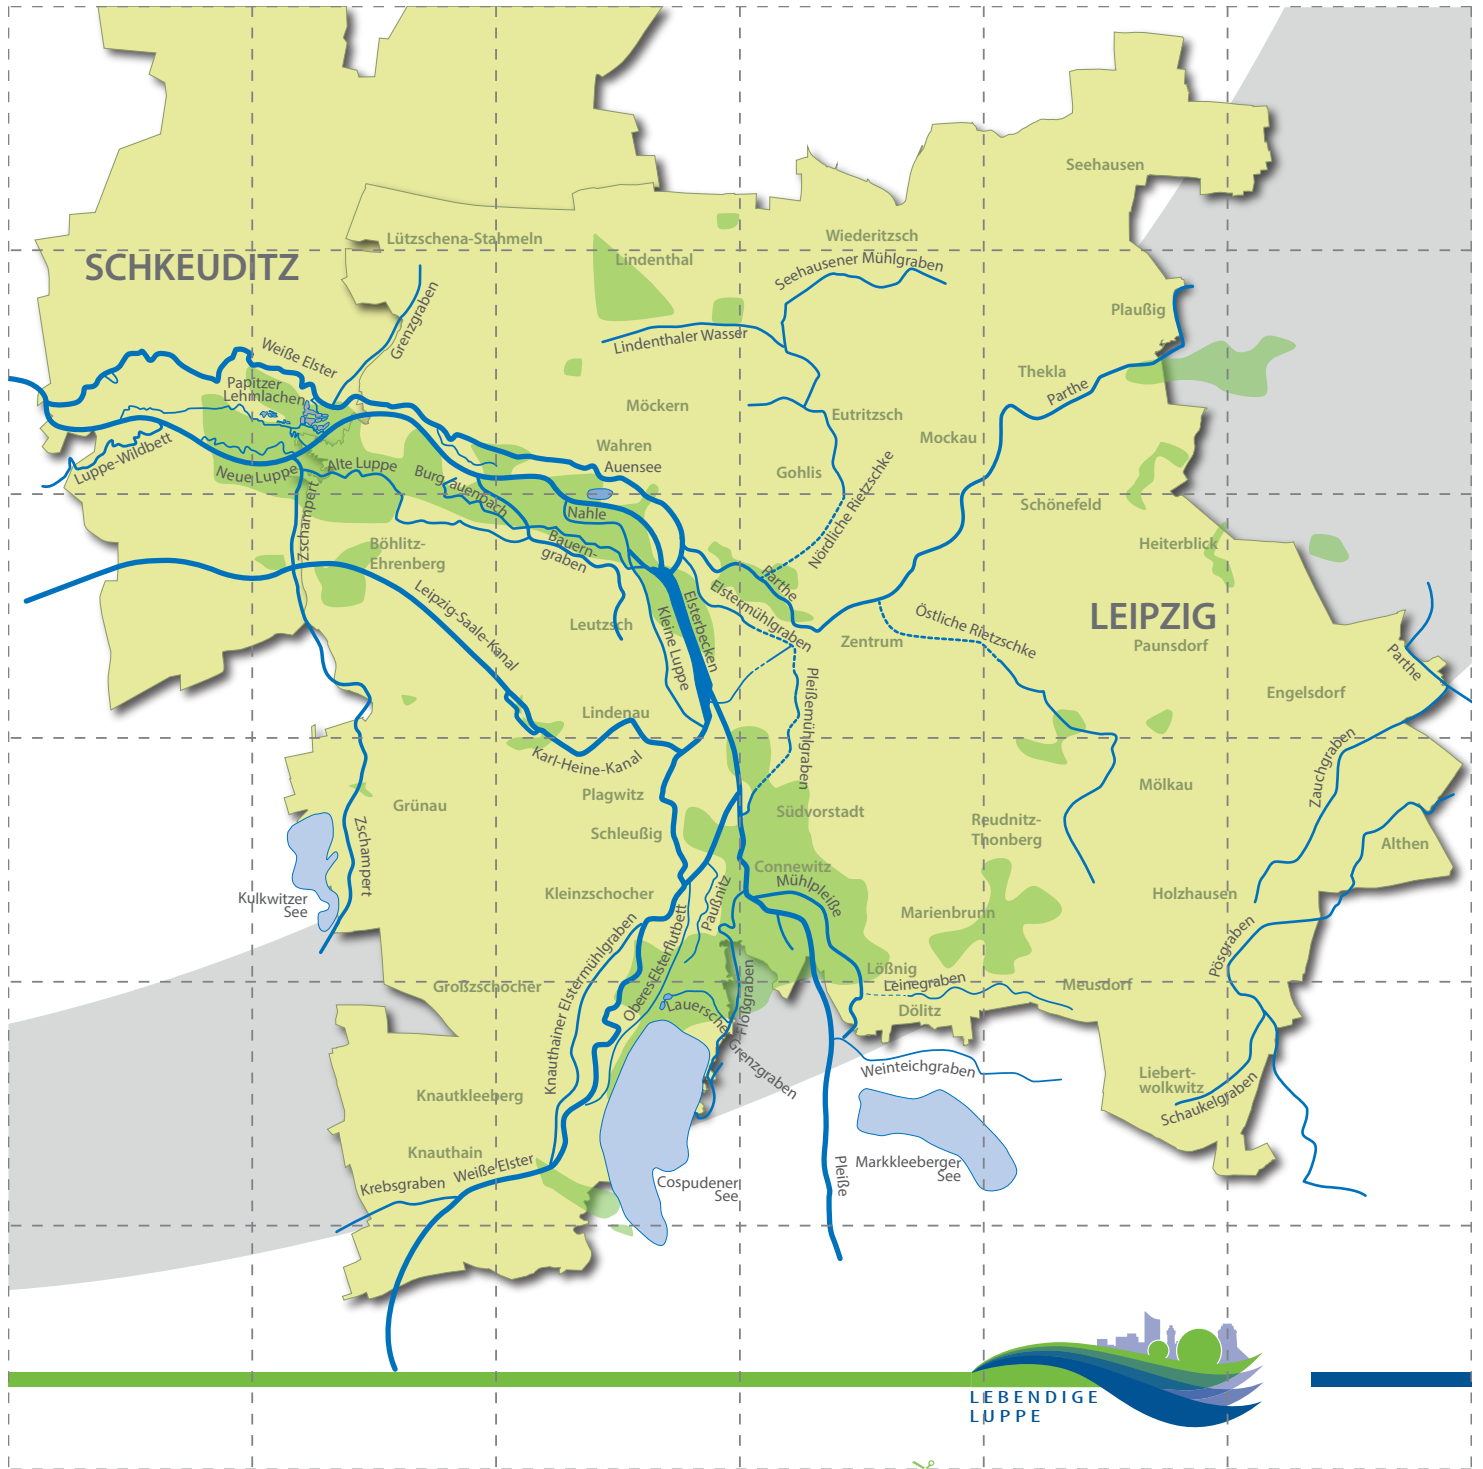 Seehausen
Wiederitzsch
Lützschena-Stahmeln
Lindenthal
SCHKEUDITZ
Seehausener Mühlgraben
Grenzgraben
Plaußig
Lindenthaler Wasser
Weiße Elster
Thekla
Papitzer
Lehmlachen
Parthe
Möckern
Eutritzsch
Mockau
Wahren
Luppe-Wildbett
Auensee
Neue Luppe
Alte Luppe
Burgauenbach
Gohlis
Nördliche Rietzschke
Schönefeld
Nahle
Zschampert
Böhlitz-
Ehrenberg
Bauern-
graben
Heiterblick
Parthe
Leipzig-Saale-Kanal
Elstermühlgraben
Elsterbecken
Kleine Luppe
Leutzsch
LEIPZIG
Östliche Rietzschke
Zentrum
Paunsdorf
Parthe
Engelsdorf
Pleißemühlgraben
Lindenau
Karl-Heine-Kanal
Zauchgraben
Mölkau
Plagwitz
Grünau
Südvorstadt
Schleußig
Reudnitz-
Thonberg
Althen
Zschampert
Connewitz
Mühlpleiße
Kleinzschocher
Paußnitz
Holzhausen
Kulkwitzer
See
Marienbrunn
Knauthainer Elstermühlgraben
Oberes Elsterflutbett
Pösgraben
Lößnig
Leinegraben
Meusdorf
Großzschocher
Floßgraben
Lauerscher Grenzgraben
Dölitz
Weinteichgraben
Liebert-
wolkwitz
Schaukelgraben
Knautkleeberg
Knauthain
Weiße Elster
Krebsgraben
Cospudener
See
Pleiße
Markkleeberger
See
LEBENDIGE
LUPPE